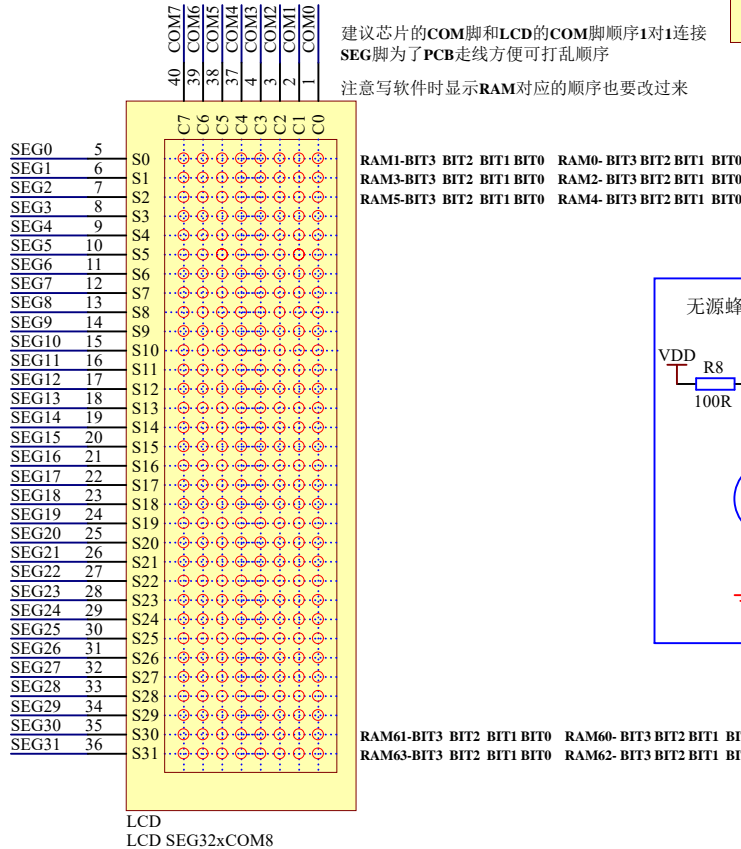 COM7
COM6
COM5
COM4
COM3
COM2
COM1
COM0
40
39
38
37
4
3
2
1
建议芯片的COM脚和LCD的COM脚顺序1对1连接
SEG脚为了PCB走线方便可打乱顺序
注意写软件时显示RAM对应的顺序也要改过来
C7
C6
C5
C4
C3
C2
C1
C0
SEG0 5 S0 RAM1-BIT3 BIT2 BIT1 BIT0 RAM0- BIT3 BIT2 BIT1 BIT0
SEG1 6 S1 RAM3-BIT3 BIT2 BIT1 BIT0 RAM2- BIT3 BIT2 BIT1 BIT0
SEG2 7 S2 RAM5-BIT3 BIT2 BIT1 BIT0 RAM4- BIT3 BIT2 BIT1 BIT0
SEG3 8 S3
SEG4 9 S4
SEG5 10 S5
SEG6 11 S6
SEG7 12 S7
SEG8 13 S8
SEG9 14 S9
SEG10 15 S10
SEG11 16 S11
SEG12 17 S12
SEG13 18 S13
SEG14 19 S14
SEG15 20 S15
SEG16 21 S16
SEG17 22 S17
SEG18 23 S18
SEG19 24 S19
SEG20 25 S20
SEG21 26 S21
SEG22 27 S22
SEG23 28 S23
SEG24 29 S24
SEG25 30 S25
SEG26 31 S26
SEG27 32 S27
SEG28 33 S28
SEG29 34 S29
SEG30 35 S30 RAM61-BIT3 BIT2 BIT1 BIT0 RAM60- BIT3 BIT2 BIT1
SEG31 36 S31 RAM63-BIT3 BIT2 BIT1 BIT0 RAM62- BIT3 BIT2 BIT1
无源蜂
VDD
R8
100R
LCD
LCD SEG32xCOM8